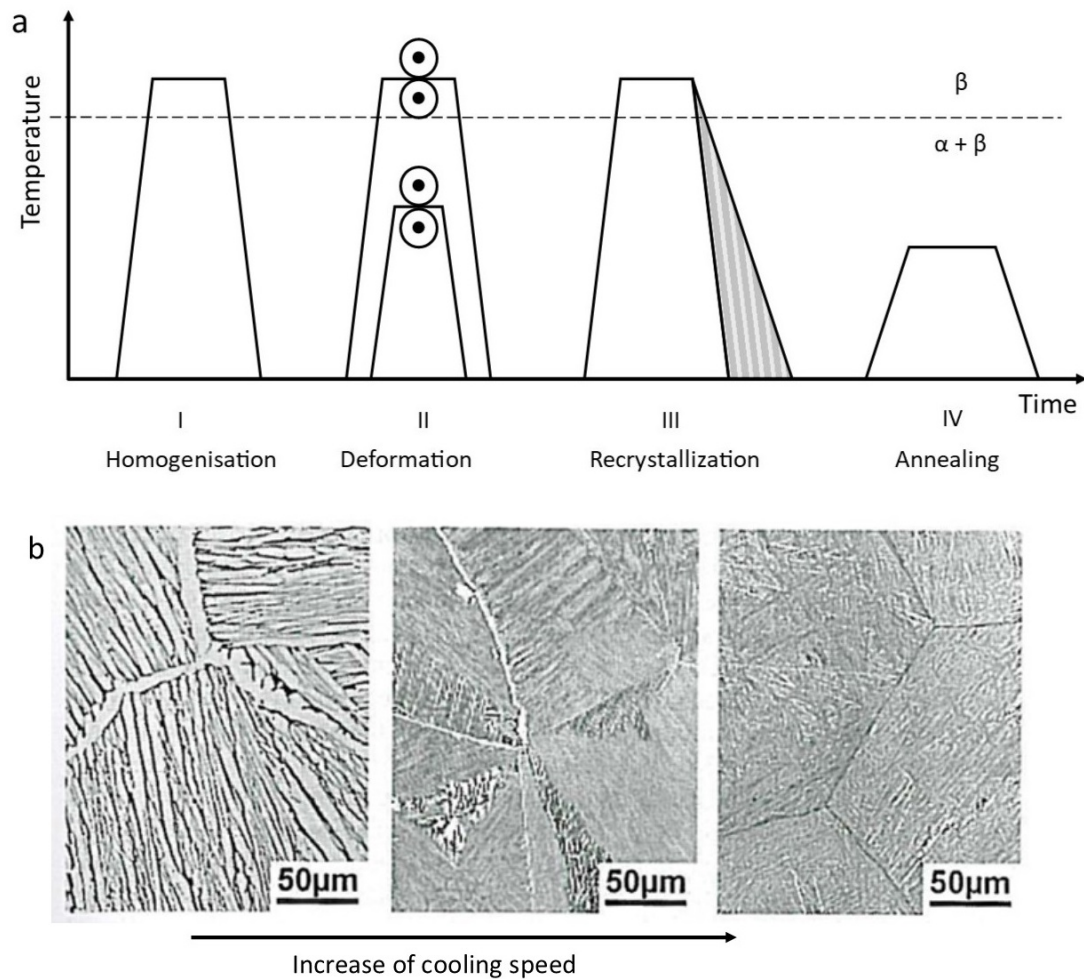 a
Temperature
β
α + β
Time
I
II
III
IV
Homogenisation
Deformation
Recrystallization
Annealing
b
50μm
50μm
50μm
Increase of cooling speed